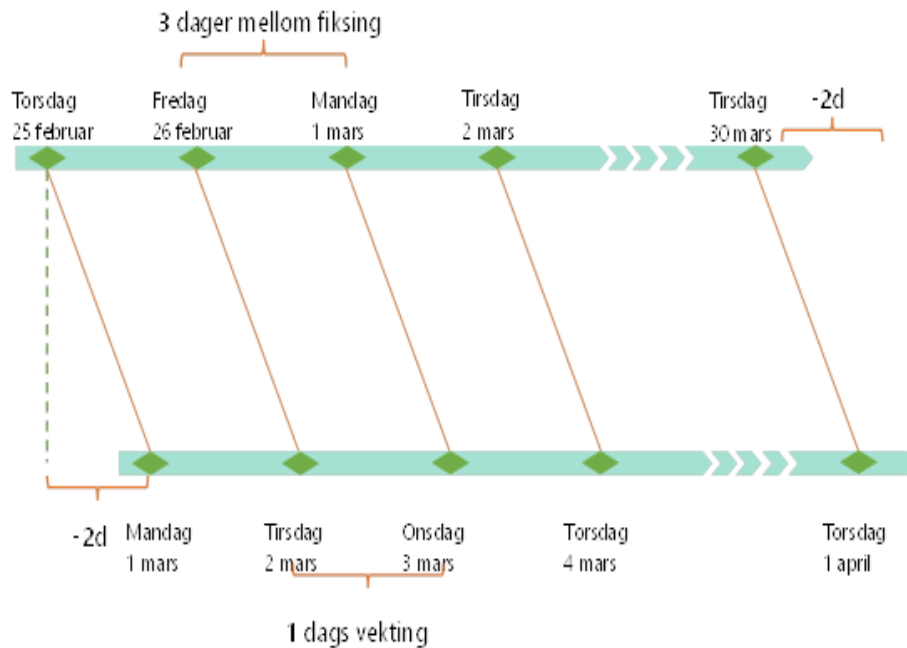 3 dager mellom fiksing
Torsdag
25 februar
Fredag
26 februar
Mandag
1 mars
Tirsdag
2 mars
Tirsdag
30 mars
-2d
-2d
Mandag
1 mars
Tirsdag
2 mars
Onsdag
3 mars
Torsdag
4 mars
Torsdag
1 april
1 dags vekting